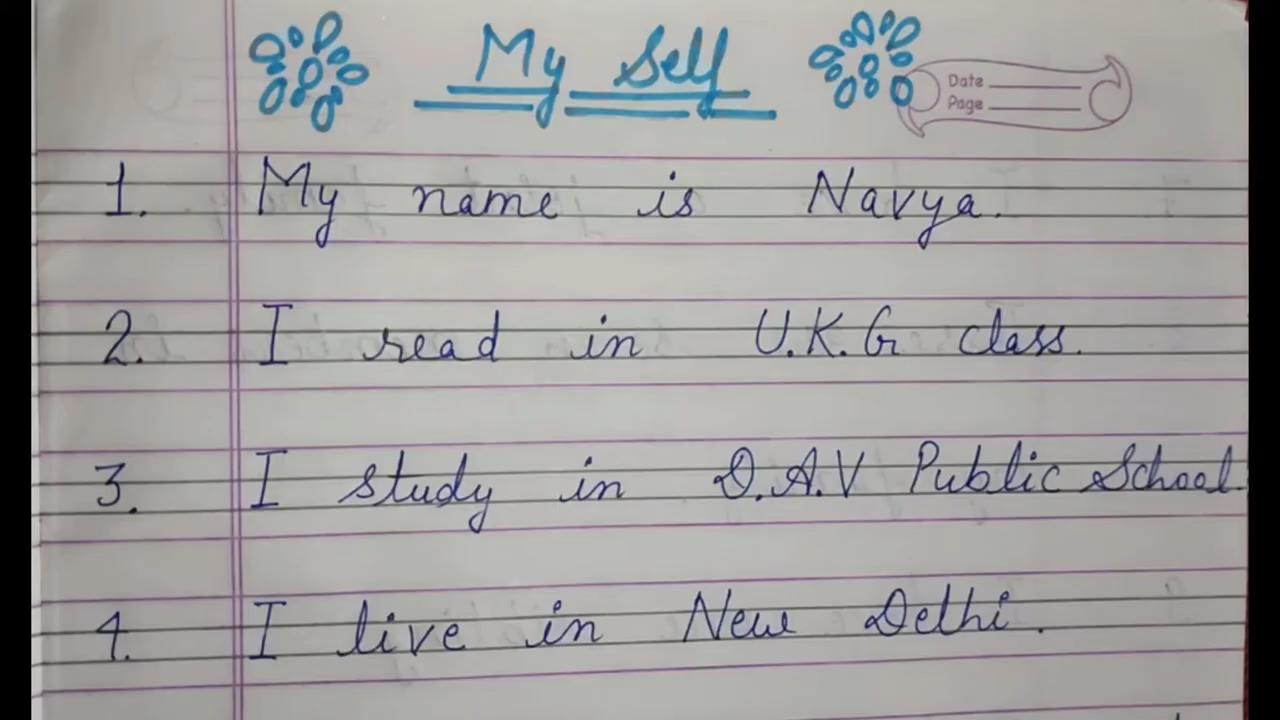 My Self
Date
Page
1. My name is Navya.
2. I read in U.K.G class.
3. I study in D.A.V Public School.
4. I live in New Delhi.